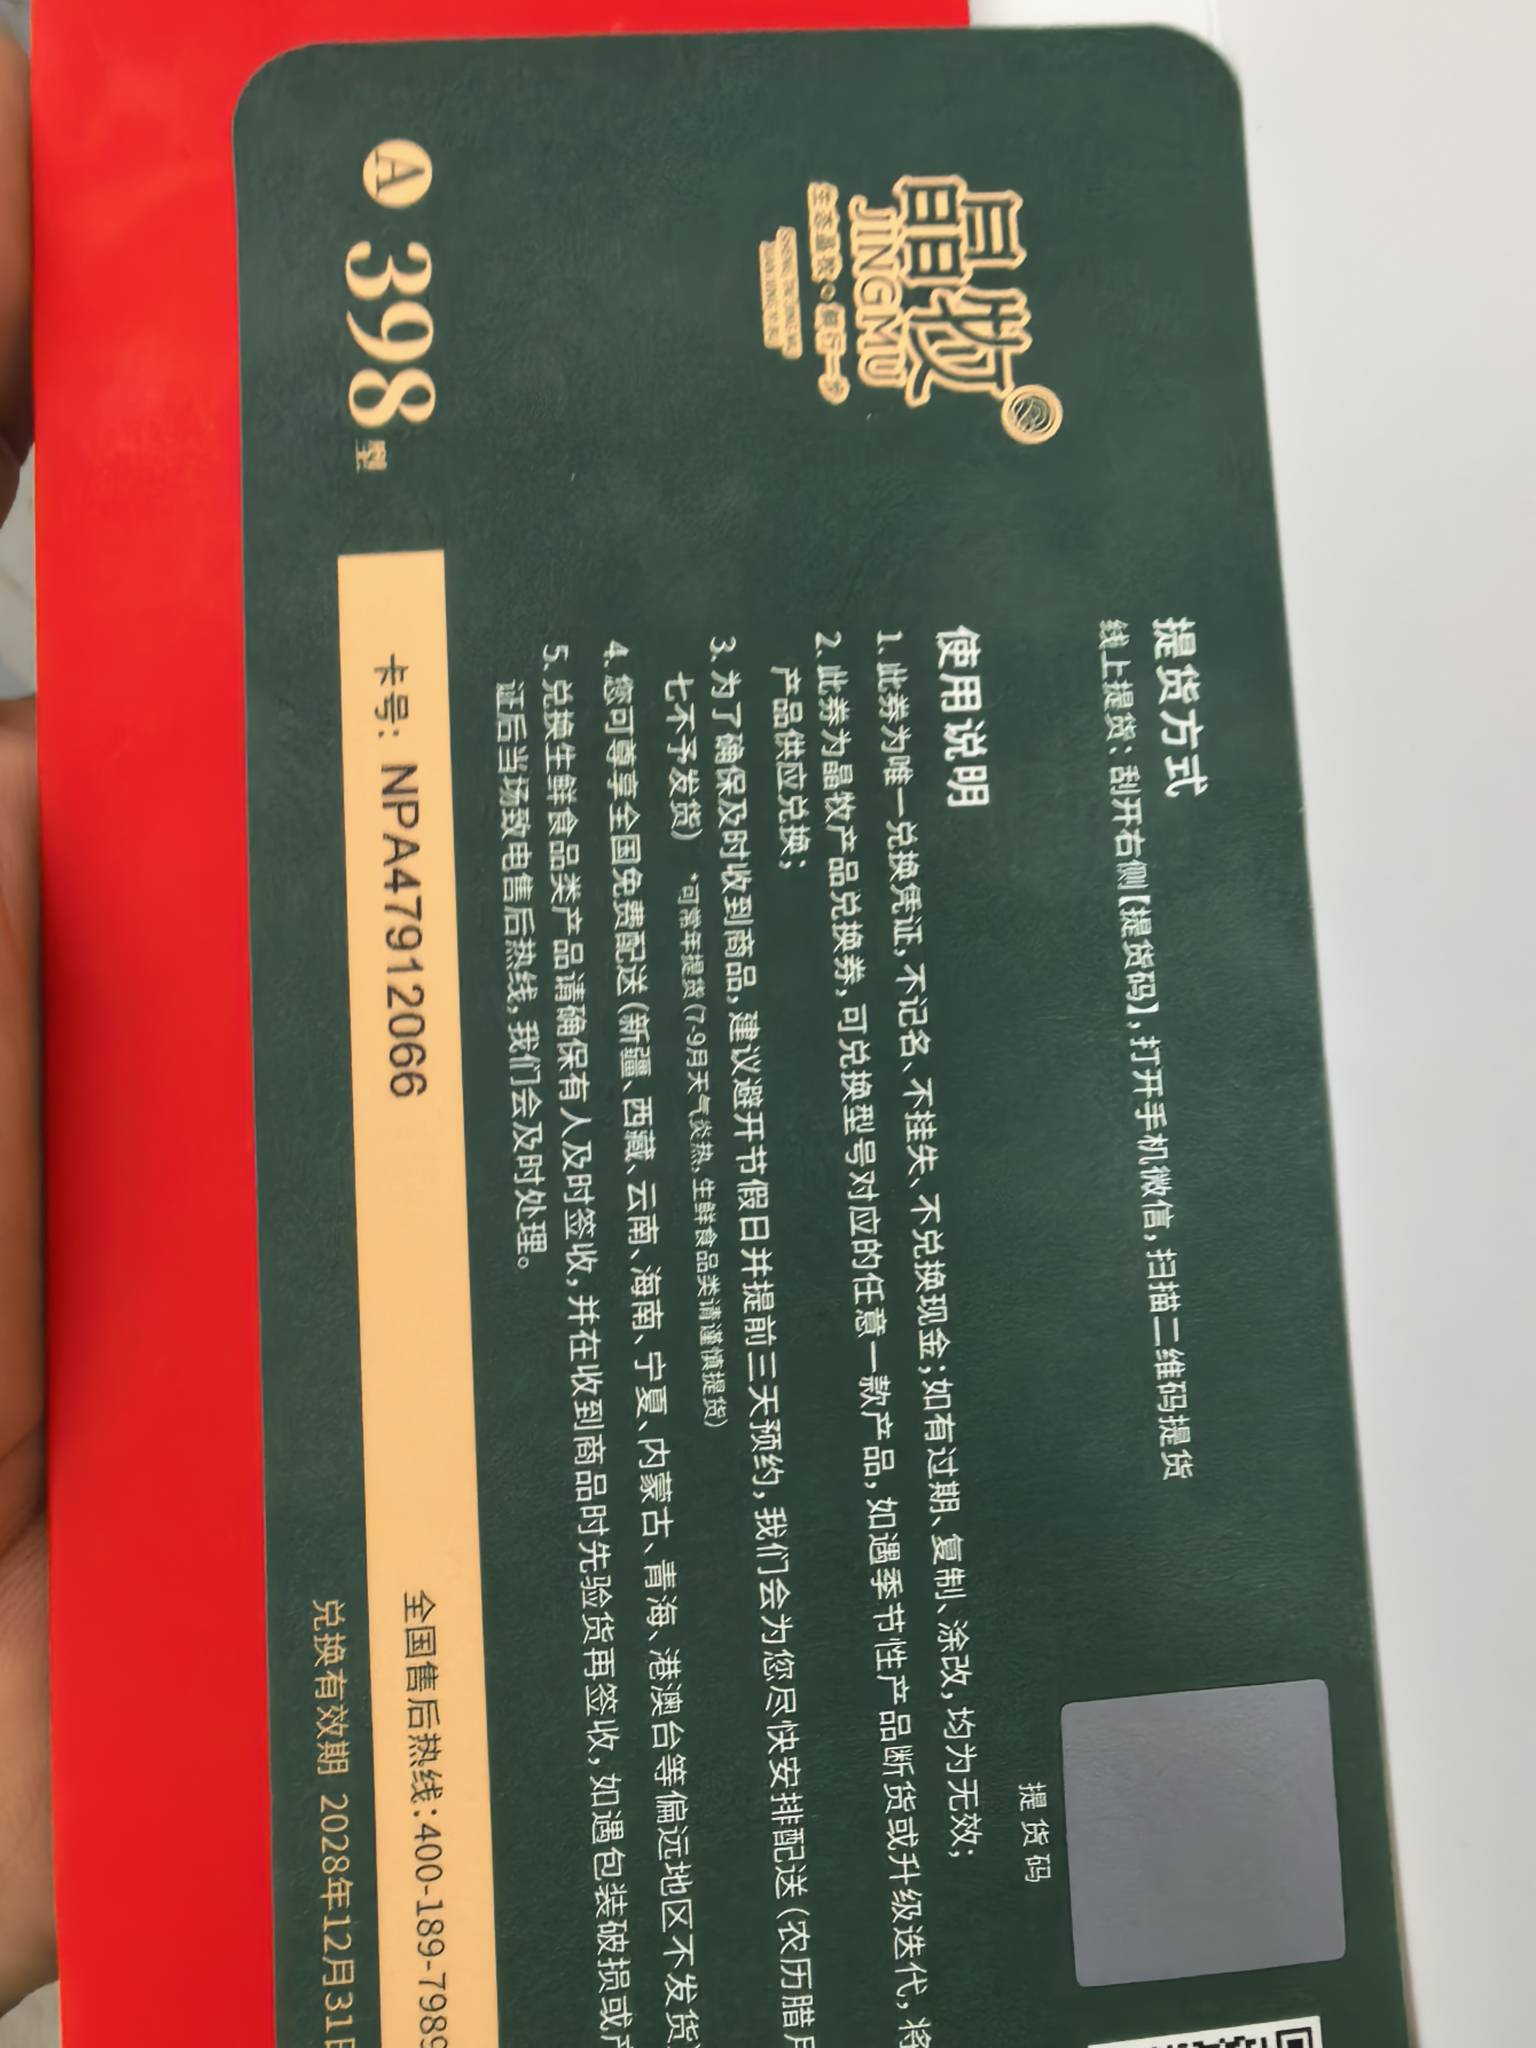 晶牧
JINGMU
生态晶牧
提货方式
线上提货：刮开右侧【提货码】，打开手机微信，扫描二维码提货
提货码
使用说明
1.此券为唯一兑换凭证，不记名、不挂失、不兑换现金；如有过期、复制、涂改，均为无效；
2.此券为晶牧产品兑换券，可兑换型号对应的任意一款产品，如遇季节性产品断货或升级迭代，将
产品供应兑换；
3.为了确保及时收到商品，建议避开节假日并提前三天预约，我们会为您尽快安排配送（农历腊月
七不予发货） *可常年提货（7-9月天气炎热，生鲜食品类请谨慎提货）
4.您可尊享全国免费配送（新疆、西藏、云南、海南、宁夏、内蒙古、青海、港澳台等偏远地区不发货）
5.兑换生鲜食品类产品请确保有人及时签收，并在收到商品时先验货再签收，如遇包装破损或产
证后当场致电售后热线，我们会及时处理。
A 398型
卡号：NPA47912066
全国售后热线：400-189-7989
兑换有效期 2028年12月31日